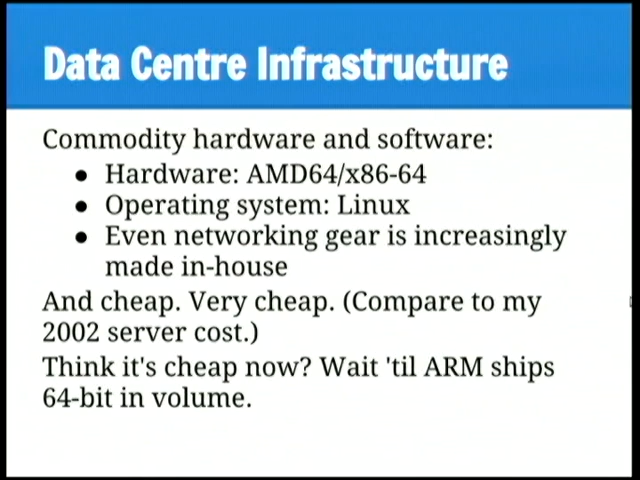 Data Centre Infrastructure
Commodity hardware and software:
● Hardware: AMD64/x86-64
● Operating system: Linux
● Even networking gear is increasingly
made in-house
And cheap. Very cheap. (Compare to my
2002 server cost.)
Think it's cheap now? Wait 'til ARM ships
64-bit in volume.